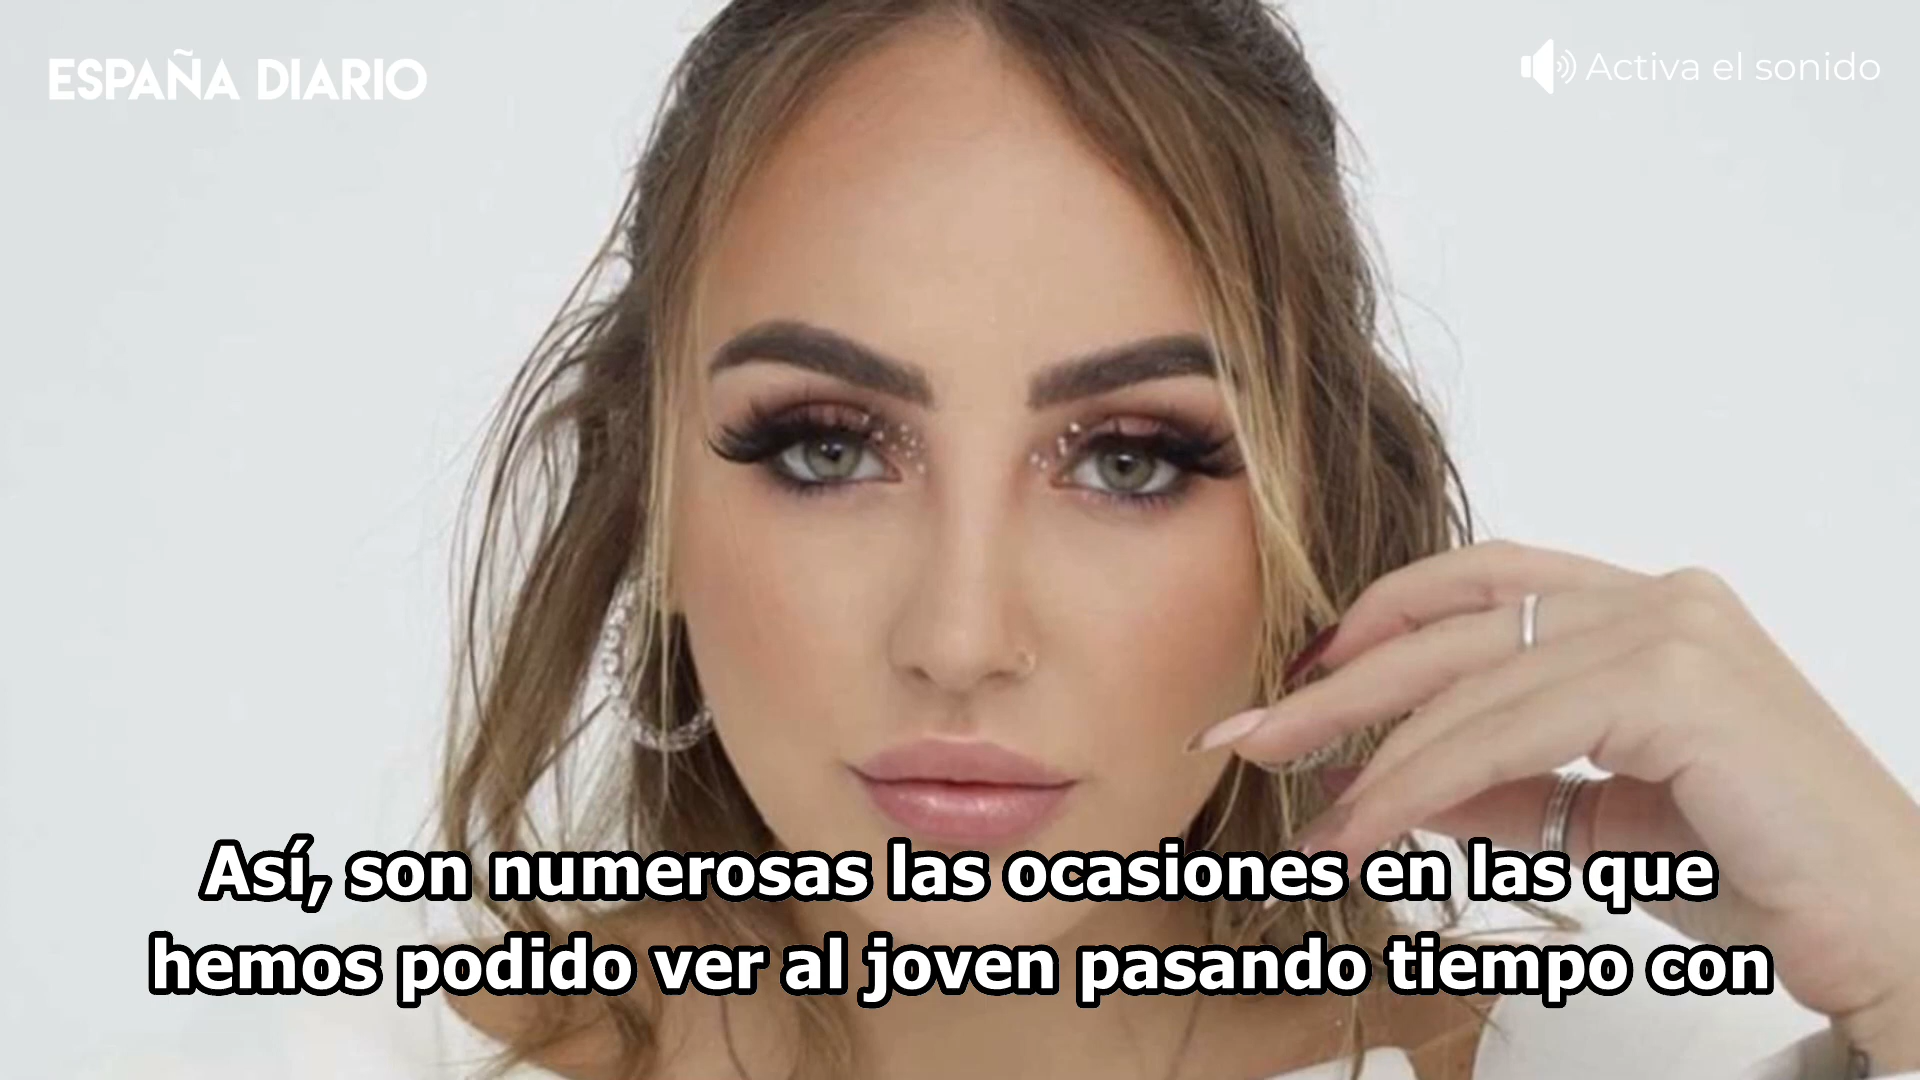 ESPAÑA DIARIO
Activa el sonido
Así, son numerosas las ocasiones en las que
hemos podido ver al joven pasando tiempo con